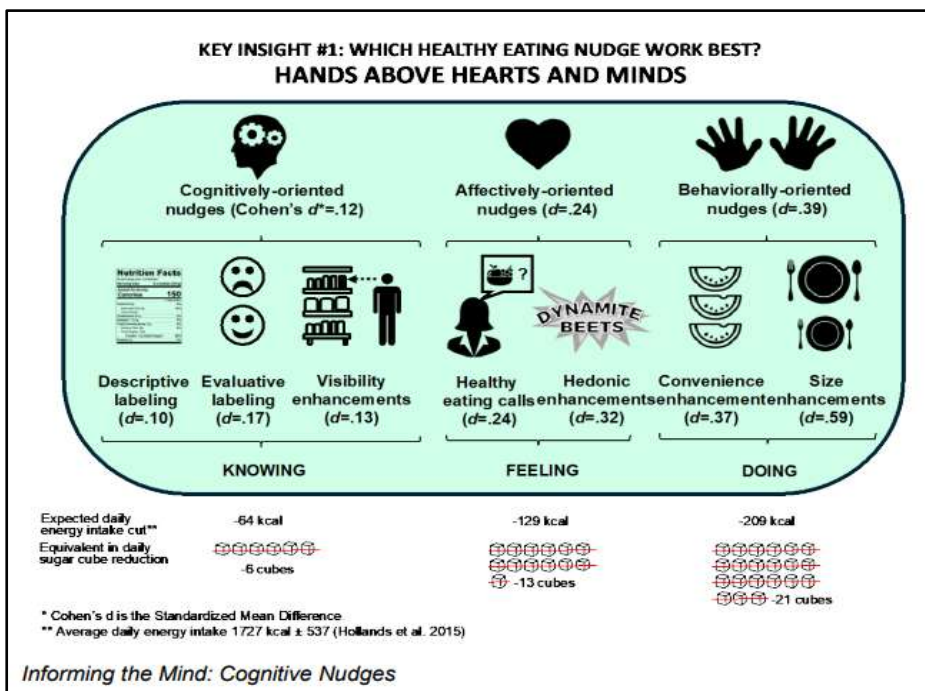 KEY INSIGHT #1: WHICH HEALTHY EATING NUDGE WORK BEST?
HANDS ABOVE HEARTS AND MINDS
Cognitively-oriented
nudges (Cohen's d*=.12)
Affectively-oriented
nudges (d=.24)
Behaviorally-oriented
nudges (d=.39)
Nutrition Facts
Calories 150
?
DYNAMITE
BEETS
Descriptive
labeling
(d=.10)
Evaluative
labeling
(d=.17)
Visibility
enhancements
(d=.13)
Healthy
eating calls
(d=.24)
Hedonic
enhancements
(d=.32)
Convenience
enhancement
(d=.37)
Size
enhancements
(d=.59)
KNOWING
FEELING
DOING
Expected daily
energy intake cut**
-64 kcal
-129 kcal
-209 kcal
Equivalent in daily
sugar cube reduction
-6 cubes
-13 cubes
-21 cubes
* Cohen's d is the Standardized Mean Difference
** Average daily energy intake 1727 kcal ± 537 (Hollands et al. 2015)
Informing the Mind: Cognitive Nudges